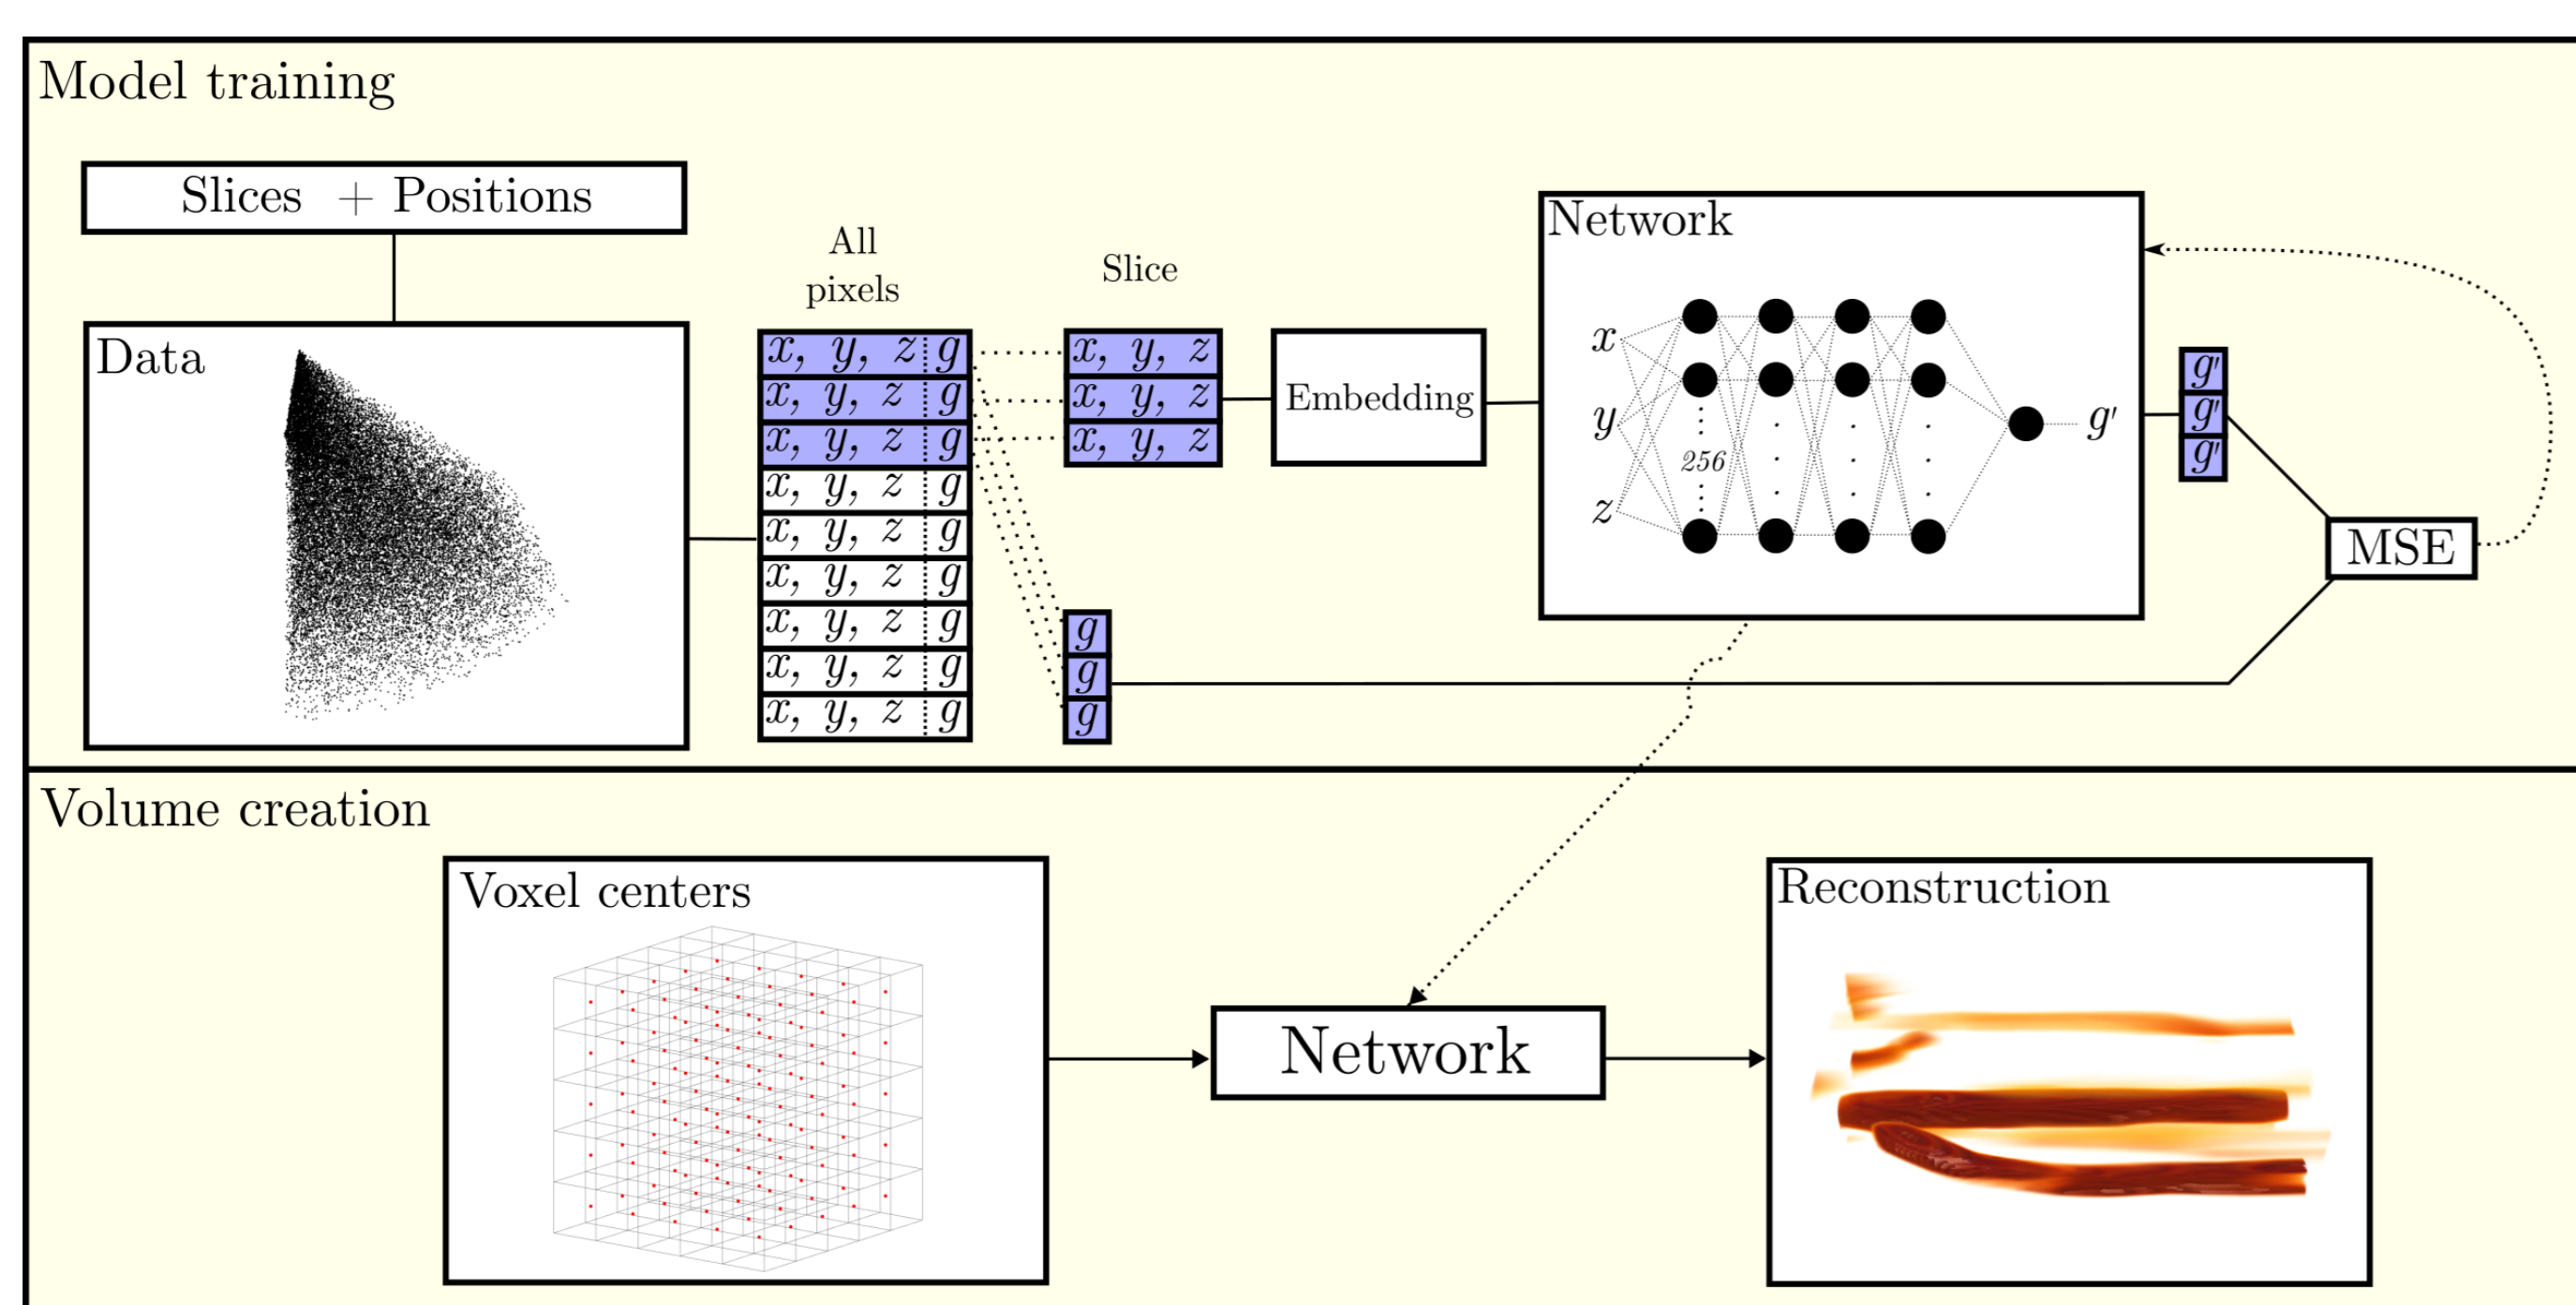 Model training
Slices + Positions
Data
All
pixels
x, y, z g
x, y, z g
x, y, z g
x, y, z g
x, y, z g
x, y, z g
x, y, z g
x, y, z g
x, y, z g
Slice
x, y, z
x, y, z
x, y, z
g
g
g
Embedding
Network
x
y
z
256
g'
g'
g'
g'
MSE
Volume creation
Voxel centers
Network
Reconstruction